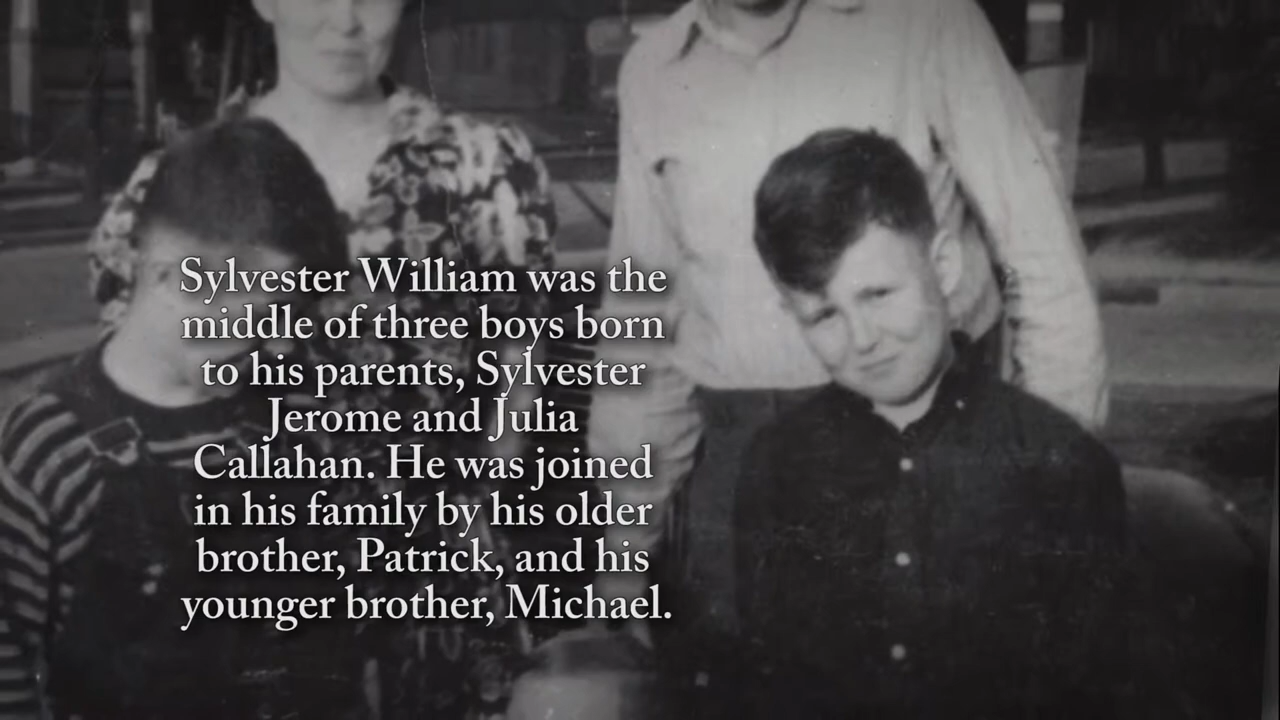 Sylvester William was the
middle of three boys born
to his parents, Sylvester
Jerome and Julia
Callahan. He was joined
in his family by his older
brother, Patrick, and his
younger brother, Michael.